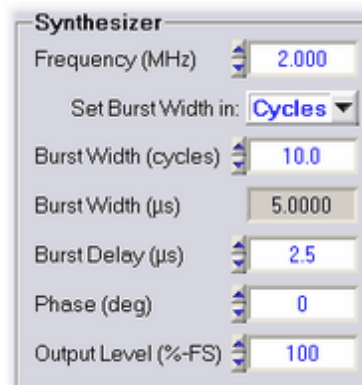 Synthesizer
Frequency (MHz) 2.000
Set Burst Width in: Cycles
Burst Width (cycles) 10.0
Burst Width (µs) 5.0000
Burst Delay (µs) 2.5
Phase (deg) 0
Output Level (%-FS) 100